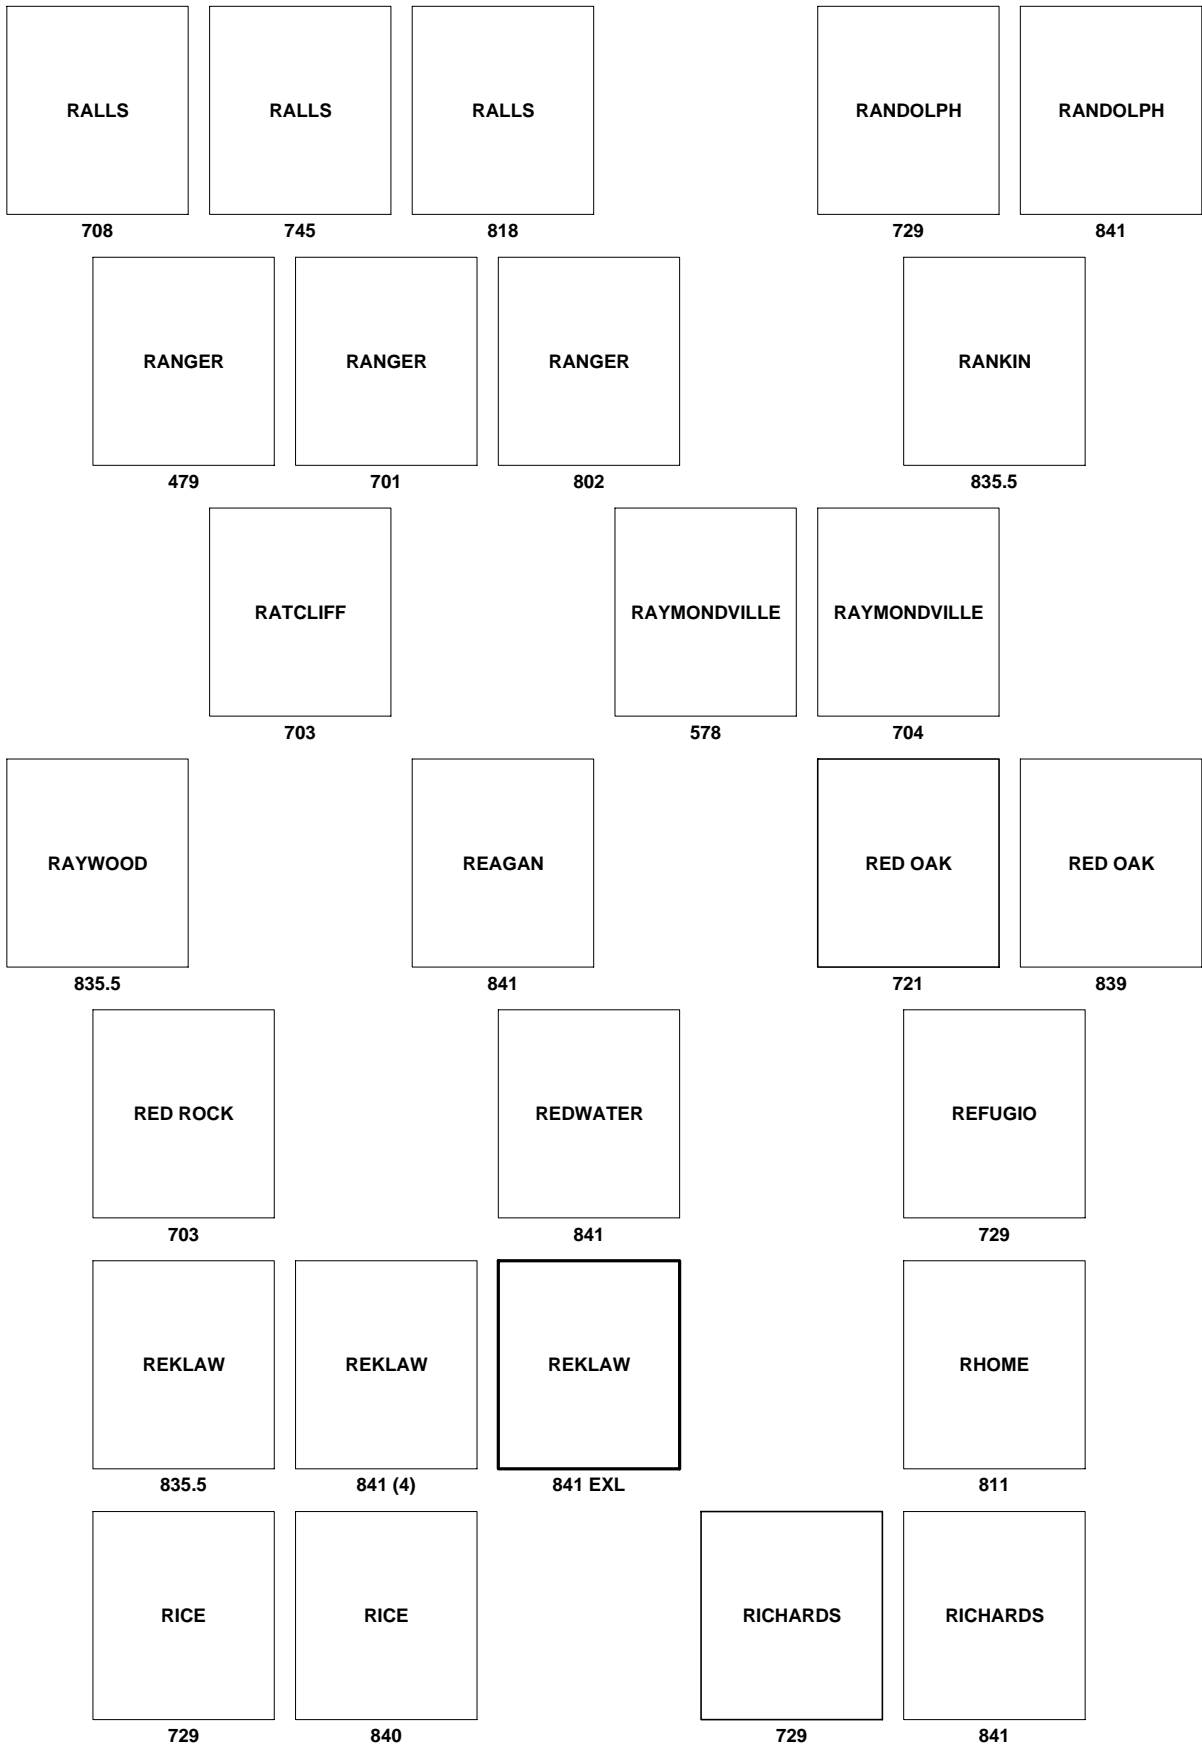 RALLS RALLS RALLS RANDOLPH RANDOLPH
708 745 818 729 841
RANGER RANGER RANGER RANKIN
479 701 802 835.5
RATCLIFF RAYMONDVILLE RAYMONDVILLE
703 578 704
RAYWOOD REAGAN RED OAK RED OAK
835.5 841 721 839
RED ROCK REDWATER REFUGIO
703 841 729
REKLAW REKLAW REKLAW RHOME
835.5 841 (4) 841 EXL 811
RICE RICE RICHARDS RICHARDS
729 840 729 841